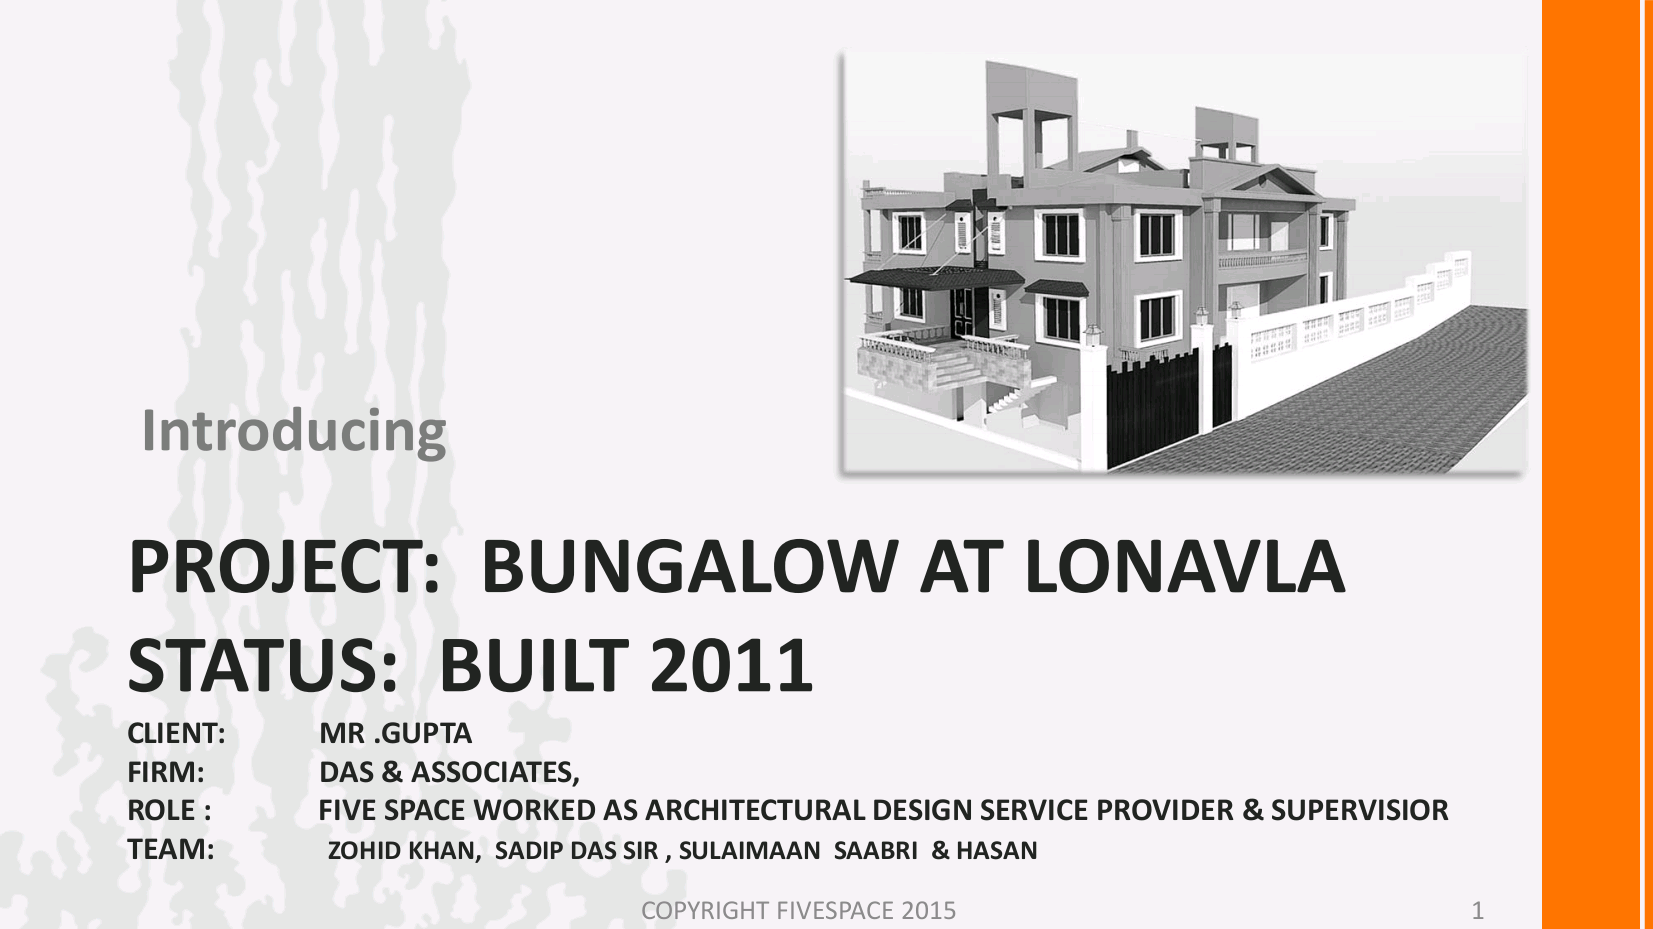 Introducing
PROJECT: BUNGALOW AT LONAVLA
STATUS: BUILT 2011
CLIENT: MR .GUPTA
FIRM: DAS & ASSOCIATES,
ROLE : FIVE SPACE WORKED AS ARCHITECTURAL DESIGN SERVICE PROVIDER & SUPERVISIOR
TEAM: ZOHID KHAN, SADIP DAS SIR , SULAIMAAN SAABRI & HASAN
COPYRIGHT FIVESPACE 2015 1